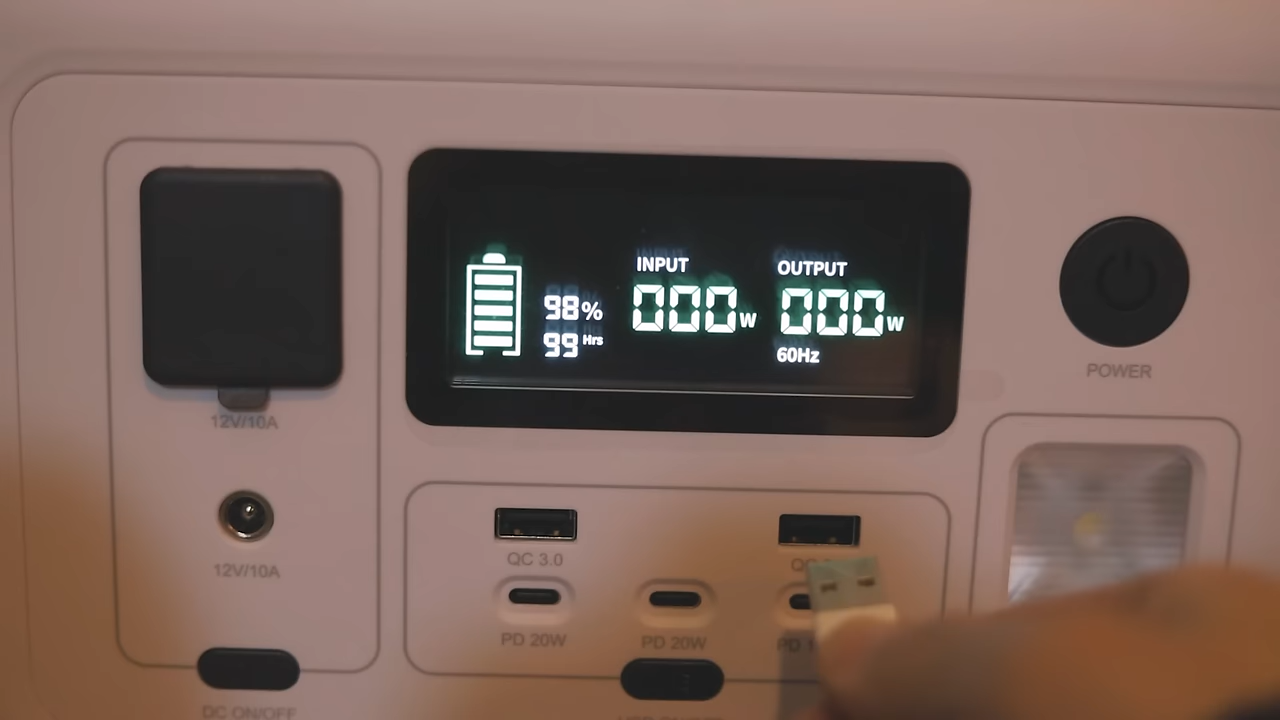 INPUT
OUTPUT
98%
000W
000W
99 Hrs
60Hz
POWER
12V/10A
12V/10A
QC 3.0
PD 20W
PD 20W
DC ON/OFF